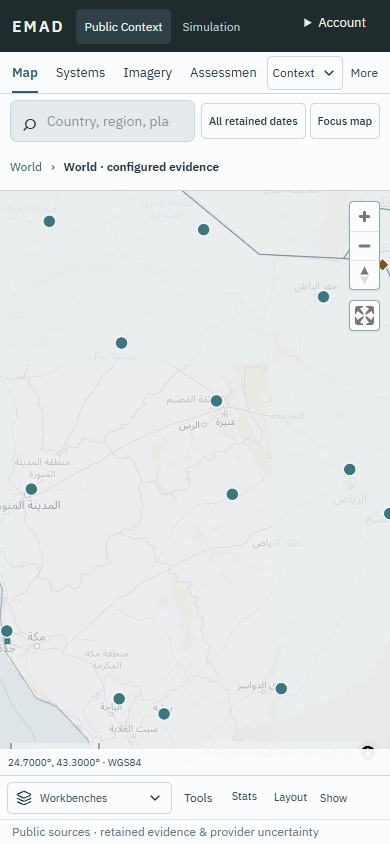 EMAD
Public Context
Simulation
▶ Account
Map
Systems
Imagery
Assessmen
Context
More
Country, region, pla
All retained dates
Focus map
World › World · configured evidence
حفر الباطن
منطقة حائل
منطقة القصيم
المجمعة
الرس
عنيزة
منطقة المدينة
المنورة
الرياض
رياض
مكة
منطقة مكة
المكرمة
الدواسر
الباحة
سبت العلاية
24.7000°, 43.3000° · WGS84
Workbenches
Tools
Stats
Layout
Show
Public sources · retained evidence & provider uncertainty